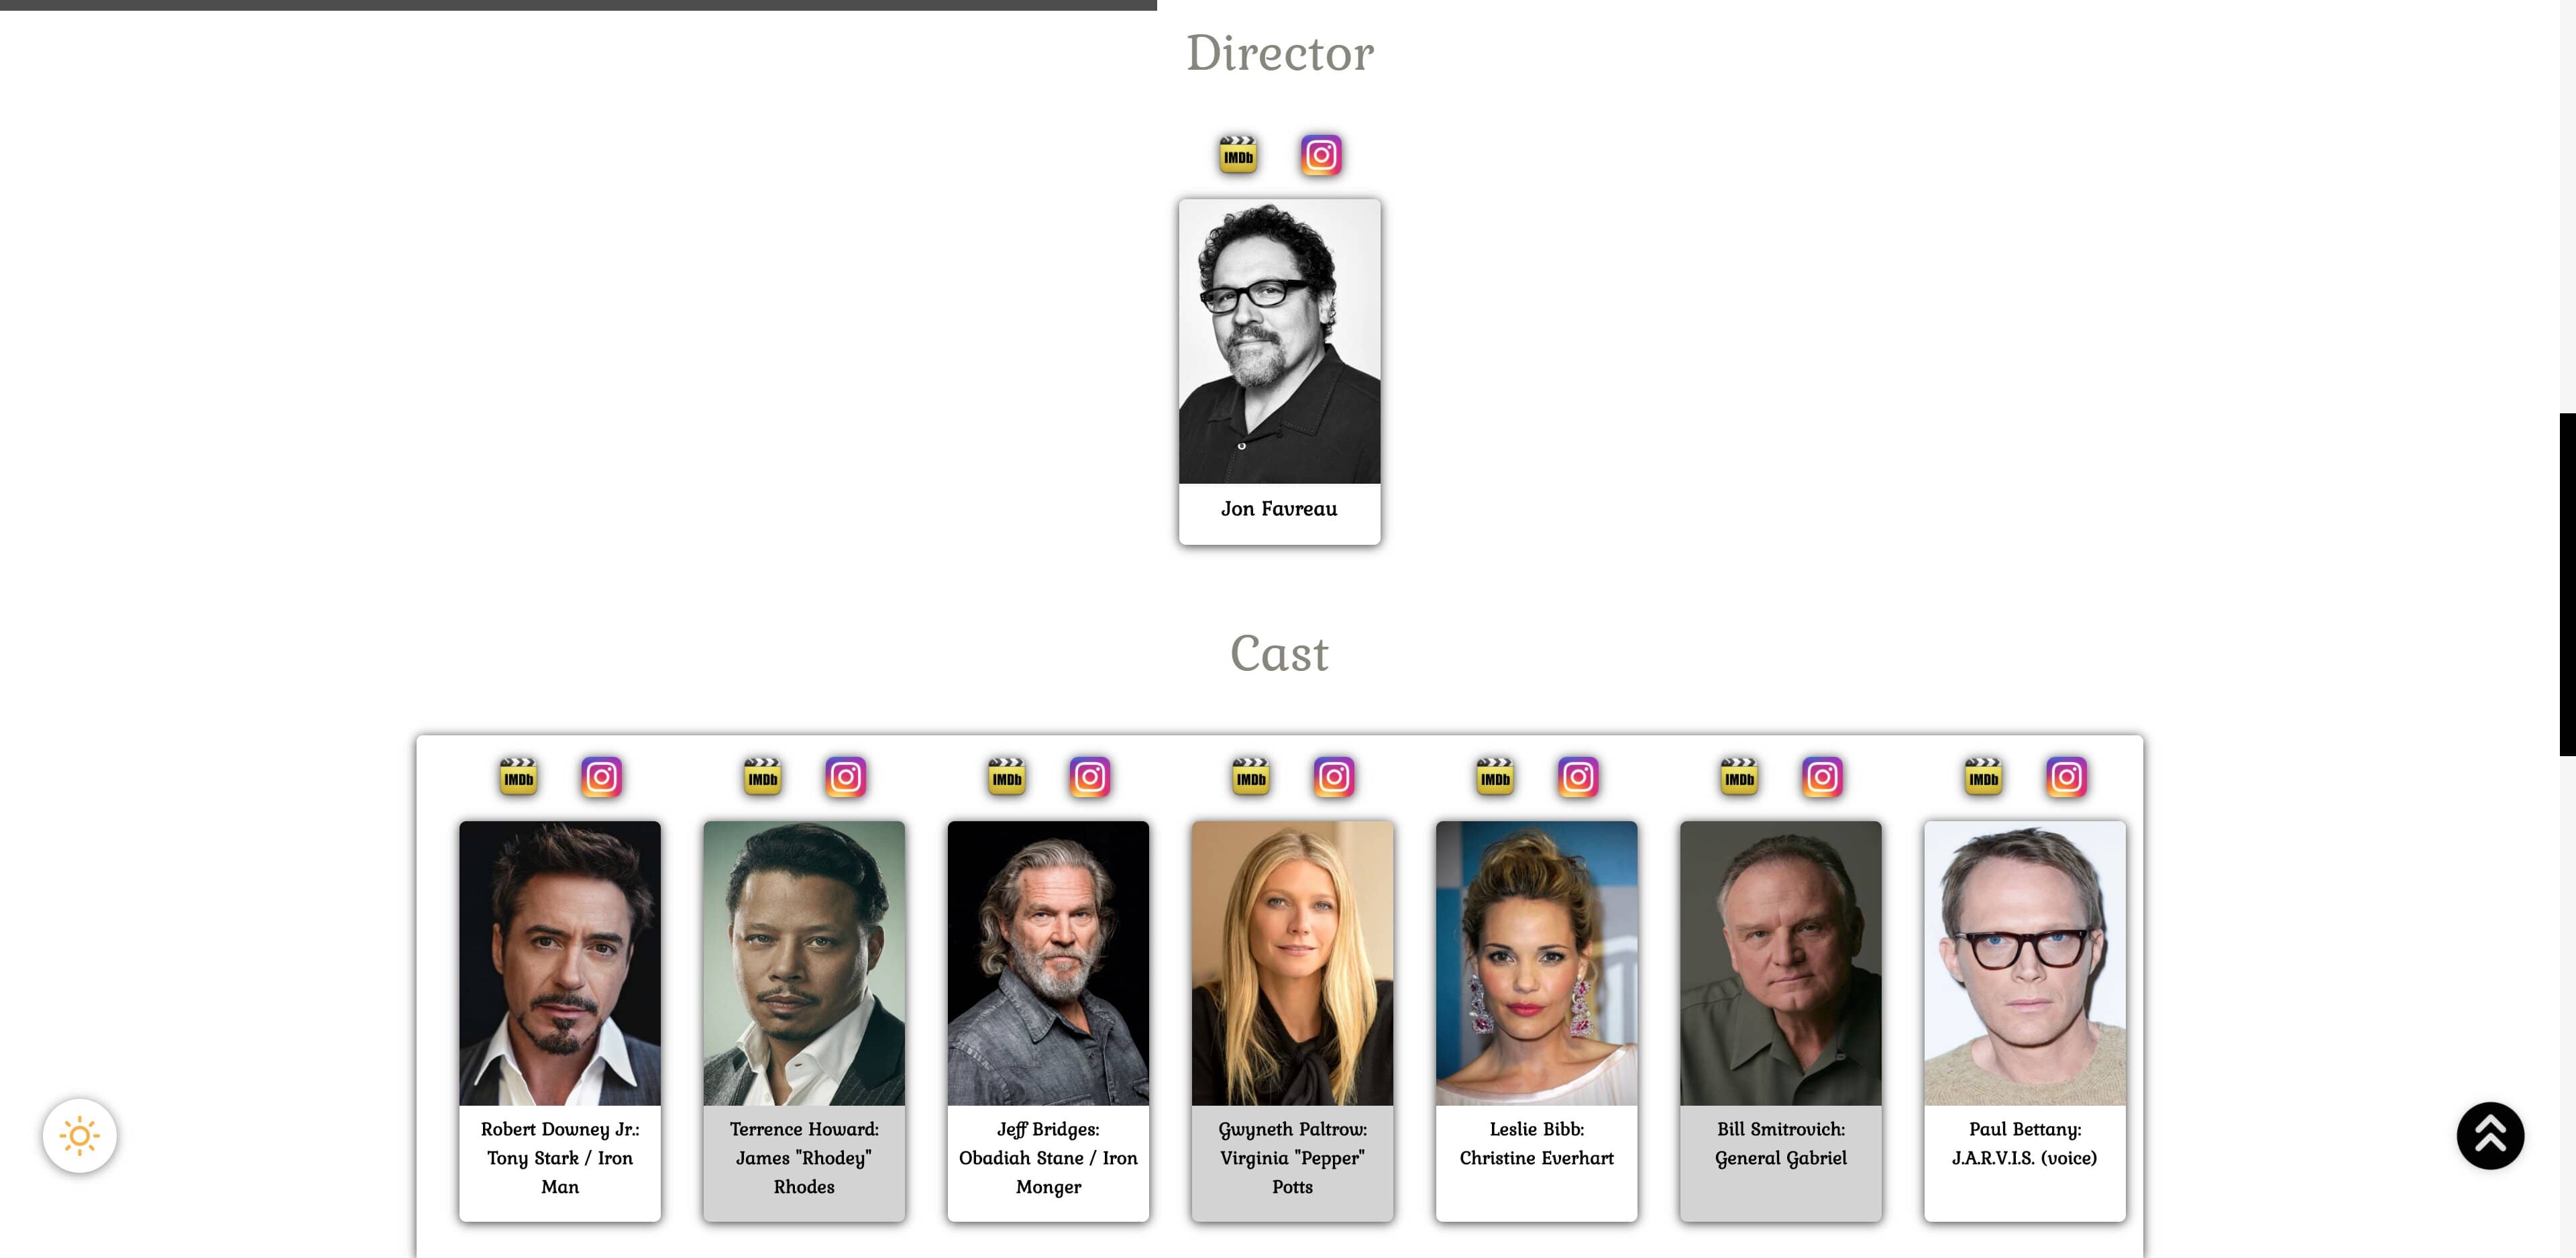 Director
IMDb
Jon Favreau
Cast
IMDb
IMDb
IMDb
IMDb
IMDb
IMDb
IMDb
Robert Downey Jr.:
Tony Stark / Iron
Man
Terrence Howard:
James "Rhodey"
Rhodes
Jeff Bridges:
Obadiah Stane / Iron
Monger
Gwyneth Paltrow:
Virginia "Pepper"
Potts
Leslie Bibb:
Christine Everhart
Bill Smitrovich:
General Gabriel
Paul Bettany:
J.A.R.V.I.S. (voice)